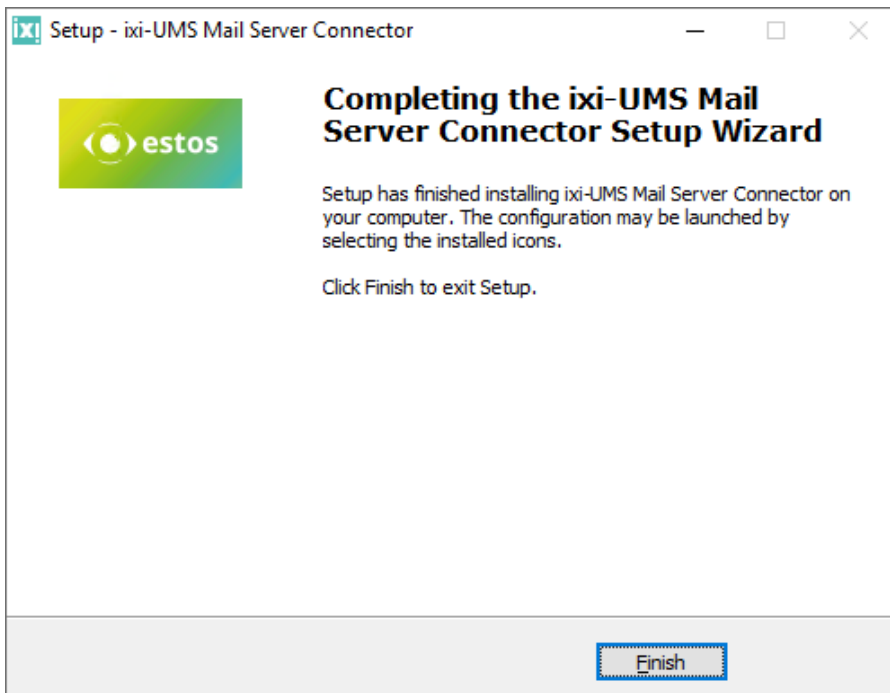 ixi Setup - ixi-UMS Mail Server Connector
estos
Completing the ixi-UMS Mail
Server Connector Setup Wizard
Setup has finished installing ixi-UMS Mail Server Connector on
your computer. The configuration may be launched by
selecting the installed icons.
Click Finish to exit Setup.
Finish